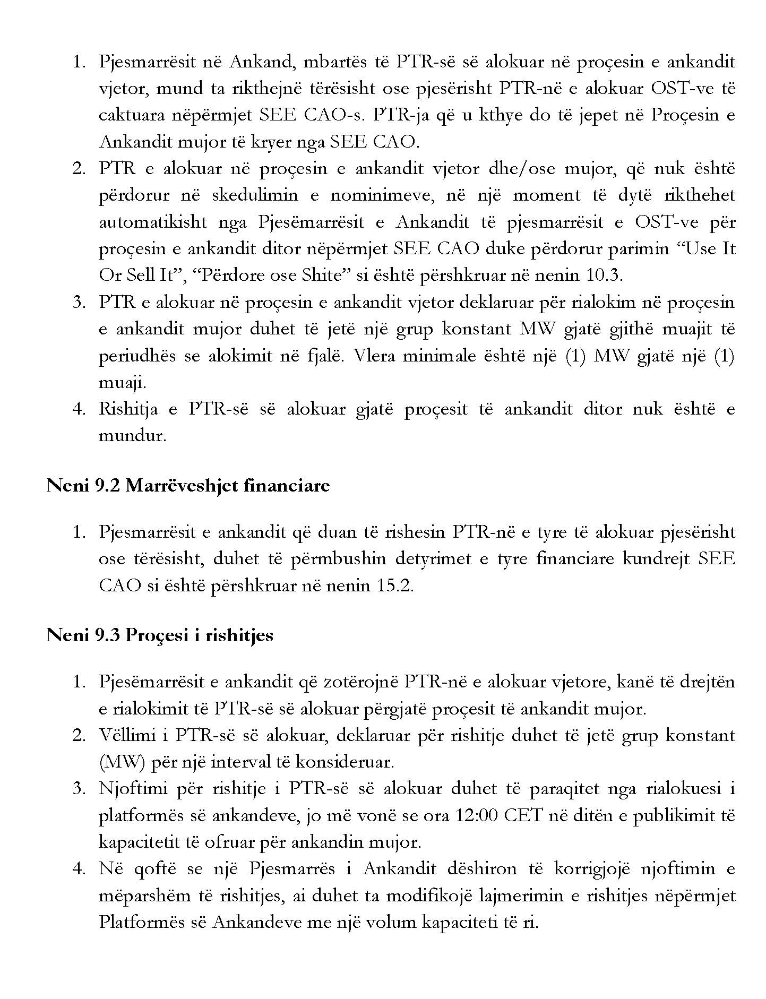 1. Pjesmarrësit në Ankand, mbartës të PTR-së së alokuar në proçesin e ankandit
vjetor, mund ta rikthejnë tërësisht ose pjesërisht PTR-në e alokuar OST-ve të
caktuara nëpërmjet SEE CAO-s. PTR-ja që u kthye do të jepet në Proçesin e
Ankandit mujor të kryer nga SEE CAO.
2. PTR e alokuar në proçesin e ankandit vjetor dhe/ose mujor, që nuk është
përdorur në skedulimin e nominimeve, në një moment të dytë rikthehet
automatikisht nga Pjesëmarrësit e Ankandit të pjesmarrësit e OST-ve për
proçesin e ankandit ditor nëpërmjet SEE CAO duke përdorur parimin “Use It
Or Sell It”, “Përdore ose Shite” si është përshkruar në nenin 10.3.
3. PTR e alokuar në proçesin e ankandit vjetor deklaruar për rialokim në proçesin
e ankandit mujor duhet të jetë një grup konstant MW gjatë gjithë muajit të
periudhës se alokimit në fjalë. Vlera minimale është një (1) MW gjatë një (1)
muaji.
4. Rishitja e PTR-së së alokuar gjatë proçesit të ankandit ditor nuk është e
mundur.
Neni 9.2 Marrëveshjet financiare
1. Pjesmarrësit e ankandit që duan të rishesin PTR-në e tyre të alokuar pjesërisht
ose tërësisht, duhet të përmbushin detyrimet e tyre financiare kundrejt SEE
CAO si është përshkruar në nenin 15.2.
Neni 9.3 Proçesi i rishitjes
1. Pjesëmarrësit e ankandit që zotërojnë PTR-në e alokuar vjetore, kanë të drejtën
e rialokimit të PTR-së së alokuar përgjatë proçesit të ankandit mujor.
2. Vëllimi i PTR-së së alokuar, deklaruar për rishitje duhet të jetë grup konstant
(MW) për një interval të konsideruar.
3. Njoftimi për rishitje i PTR-së së alokuar duhet të paraqitet nga rialokuesi i
platformës së ankandeve, jo më vonë se ora 12:00 CET në ditën e publikimit të
kapacitetit të ofruar për ankandin mujor.
4. Në qoftë se një Pjesmarrës i Ankandit dëshiron të korrigjojë njoftimin e
mëparshëm të rishitjes, ai duhet ta modifikojë lajmerimin e rishitjes nëpërmjet
Platformës së Ankandeve me një volum kapaciteti të ri.